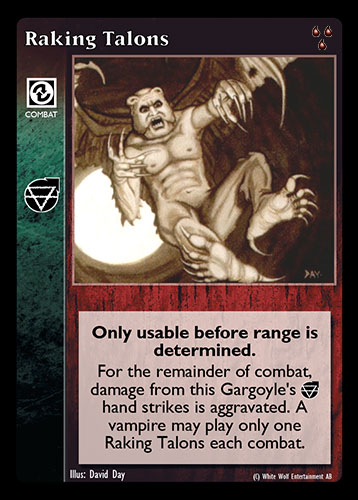 Raking Talons
COMBAT
DAY
Only usable before range is
determined.
For the remainder of combat,
damage from this Gargoyle's
hand strikes is aggravated. A
vampire may play only one
Raking Talons each combat.
Illus: David Day
(C) White Wolf Entertainment AB